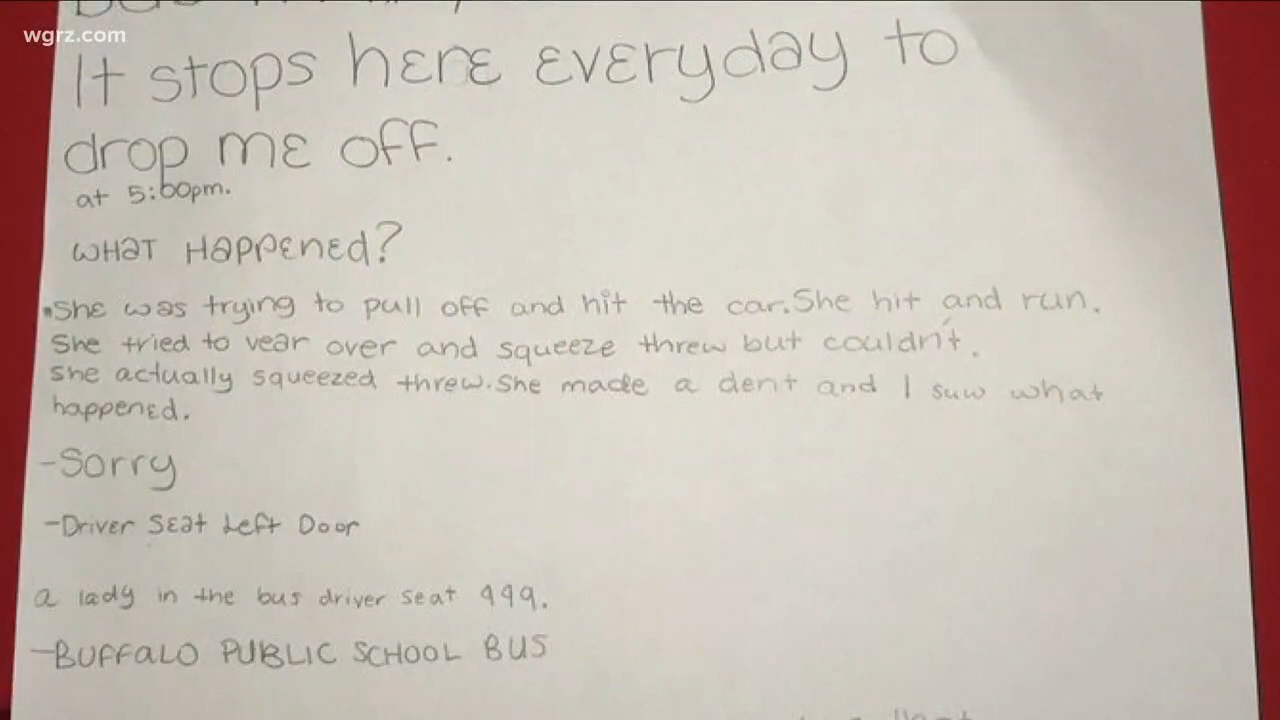 wgrz.com
It stops here everyday to
drop me off.
at 5:00pm.
WHAT Happened?
•She was trying to pull off and hit the car.She hit and run.
She tried to vear over and squeeze threw but couldn't.
She actually squeezed threw.She made a dent and I suw what
happened.
-Sorry
-Driver Seat Left Door
a lady in the bus driver seat 499.
-BUFFaLO PUBLIC SCHOOL BUS